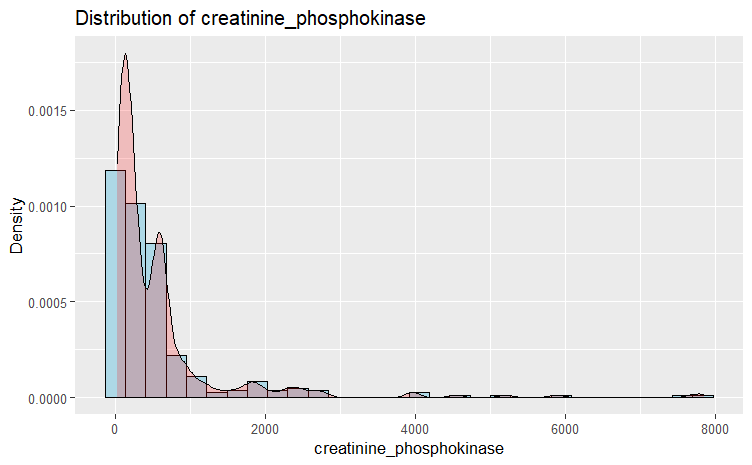 Distribution of creatinine_phosphokinase
0.0015
0.0010
0.0005
0.0000
Density
0 2000 4000 6000 8000
creatinine_phosphokinase